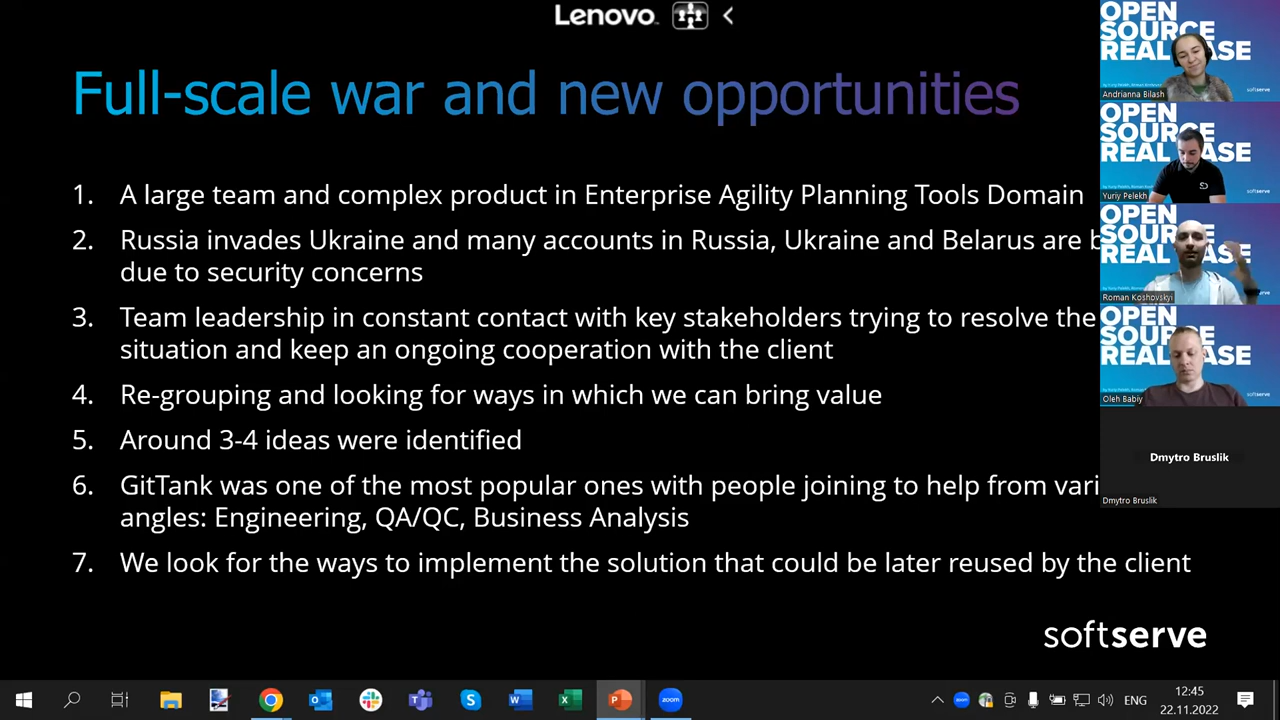 Lenovo
Full-scale war and new opportunities
1. A large team and complex product in Enterprise Agility Planning Tools Domain
2. Russia invades Ukraine and many accounts in Russia, Ukraine and Belarus are
due to security concerns
3. Team leadership in constant contact with key stakeholders trying to resolve the
situation and keep an ongoing cooperation with the client
4. Re-grouping and looking for ways in which we can bring value
5. Around 3-4 ideas were identified
6. GitTank was one of the most popular ones with people joining to help from
angles: Engineering, QA/QC, Business Analysis
7. We look for the ways to implement the solution that could be later reused by the client
softserve
OPEN
SOURCE
REAL
softserve
Andrianna Bilash
OPEN
SOURCE
REAL
softserve
Yuriy Pelekh
OPEN
REAL
softserve
Roman Koshovskyi
OPEN
SOURCE
REAL
softserve
Oleh Babiy
Dmytro Bruslik
Dmytro Bruslik
ENG
12:45
22.11.2022